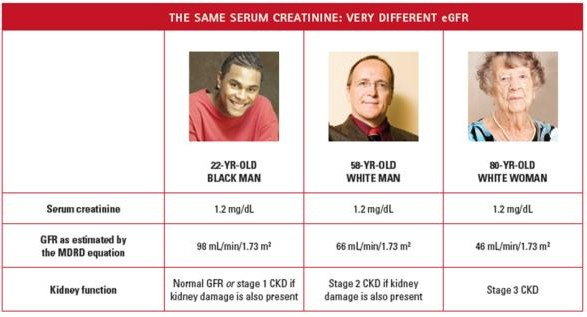 THE SAME SERUM CREATININE: VERY DIFFERENT eGFR
22-YR-OLD
BLACK MAN
58-YR-OLD
WHITE MAN
80-YR-OLD
WHITE WOMAN
Serum creatinine
1.2 mg/dL
1.2 mg/dL
1.2 mg/dL
GFR as estimated by
the MDRD equation
98 mL/min/1.73 m²
66 mL/min/1.73 m²
46 mL/min/1.73 m²
Kidney function
Normal GFR or stage 1 CKD if
kidney damage is also present
Stage 2 CKD if kidney
damage is also present
Stage 3 CKD